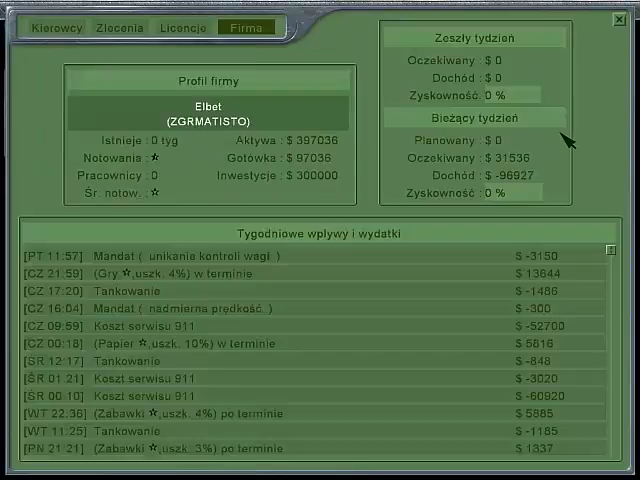 Kierowcy Zlecenia Licencje Firma
Zeszły tydzień
Oczekiwany : $ 0
Dochód : $ 0
Zyskowność: 0 %
Bieżący tydzień
Planowany : $ 0
Oczekiwany : $ 31536
Dochód : $ -96927
Zyskowność : 0 %
Profil firmy
Elbet
(ZGRMATISTO)
Istnieje : 0 tyg Aktywa : $ 397036
Notowania : ☆ Gotówka : $ 97036
Pracownicy : 0 Inwestycje : $ 300000
Śr. notow. : ☆
Tygodniowe wpływy i wydatki
[PT 11:57] Mandat ( unikanie kontroli wagi ) $ -3150
[CZ 21:59] (Gry ☆,uszk. 4%) w terminie $ 13644
[CZ 17:20] Tankowanie $ -1486
[CZ 16:04] Mandat ( nadmierna prędkość ) $ -300
[CZ 09:59] Koszt serwisu 911 $ -52700
[CZ 00:18] (Papier ☆,uszk. 10%) w terminie $ 5816
[ŚR 12:17] Tankowanie $ -848
[ŚR 01:21] Koszt serwisu 911 $ -3020
[ŚR 00:10] Koszt serwisu 911 $ -60920
[WT 22:36] (Zabawki ☆,uszk. 4%) po terminie $ 5885
[WT 11:25] Tankowanie $ -1185
[PN 21:21] (Zabawki ☆,uszk. 3%) po terminie $ 1337